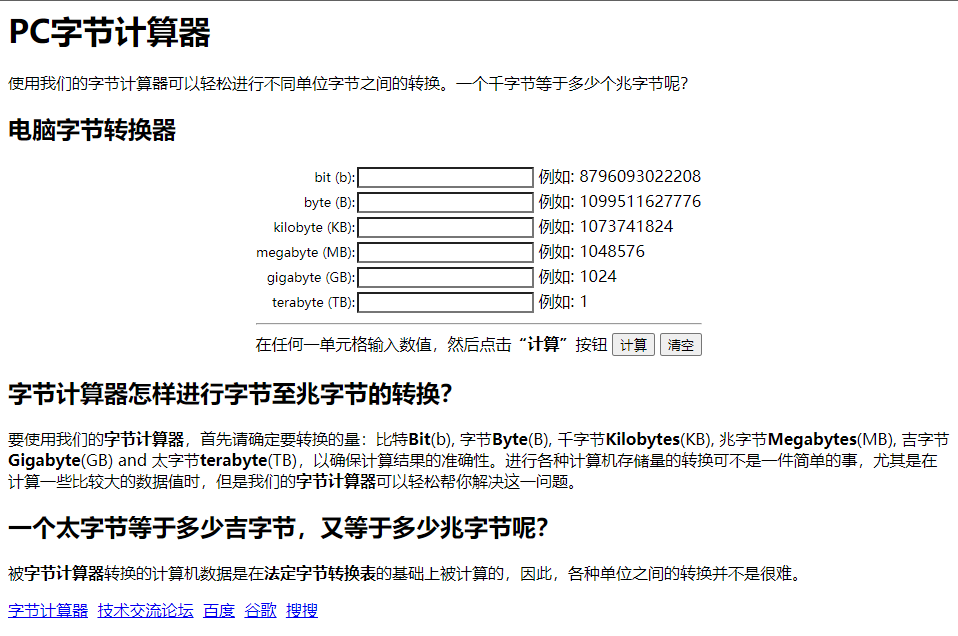 PC字节计算器
使用我们的字节计算器可以轻松进行不同单位字节之间的转换。一个千字节等于多少个兆字节呢？
电脑字节转换器
bit (b): 例如: 8796093022208
byte (B): 例如: 1099511627776
kilobyte (KB): 例如: 1073741824
megabyte (MB): 例如: 1048576
gigabyte (GB): 例如: 1024
terabyte (TB): 例如: 1
在任何一单元格输入数值，然后点击“计算”按钮 计算 清空
字节计算器怎样进行字节至兆字节的转换？
要使用我们的字节计算器，首先请确定要转换的量：比特Bit(b), 字节Byte(B), 千字节Kilobytes(KB), 兆字节Megabytes(MB), 吉字节
Gigabyte(GB) and 太字节terabyte(TB)，以确保计算结果的准确性。进行各种计算机存储量的转换可不是一件简单的事，尤其是在
计算一些比较大的数据值时，但是我们的字节计算器可以轻松帮你解决这一问题。
一个太字节等于多少吉字节，又等于多少兆字节呢？
被字节计算器转换的计算机数据是在法定字节转换表的基础上被计算的，因此，各种单位之间的转换并不是很难。
字节计算器 技术交流论坛 百度 谷歌 搜搜